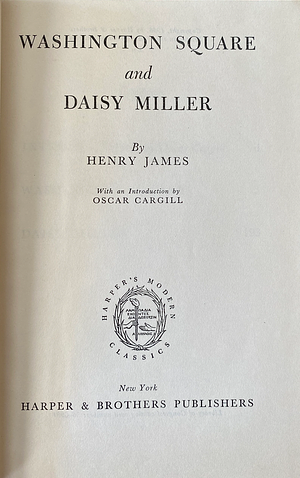 WASHINGTON SQUARE
and
DAISY MILLER
By
HENRY JAMES
With an Introduction by
OSCAR CARGILL
HARPER'S MODERN
CLASSICS
New York
HARPER & BROTHERS PUBLISHERS